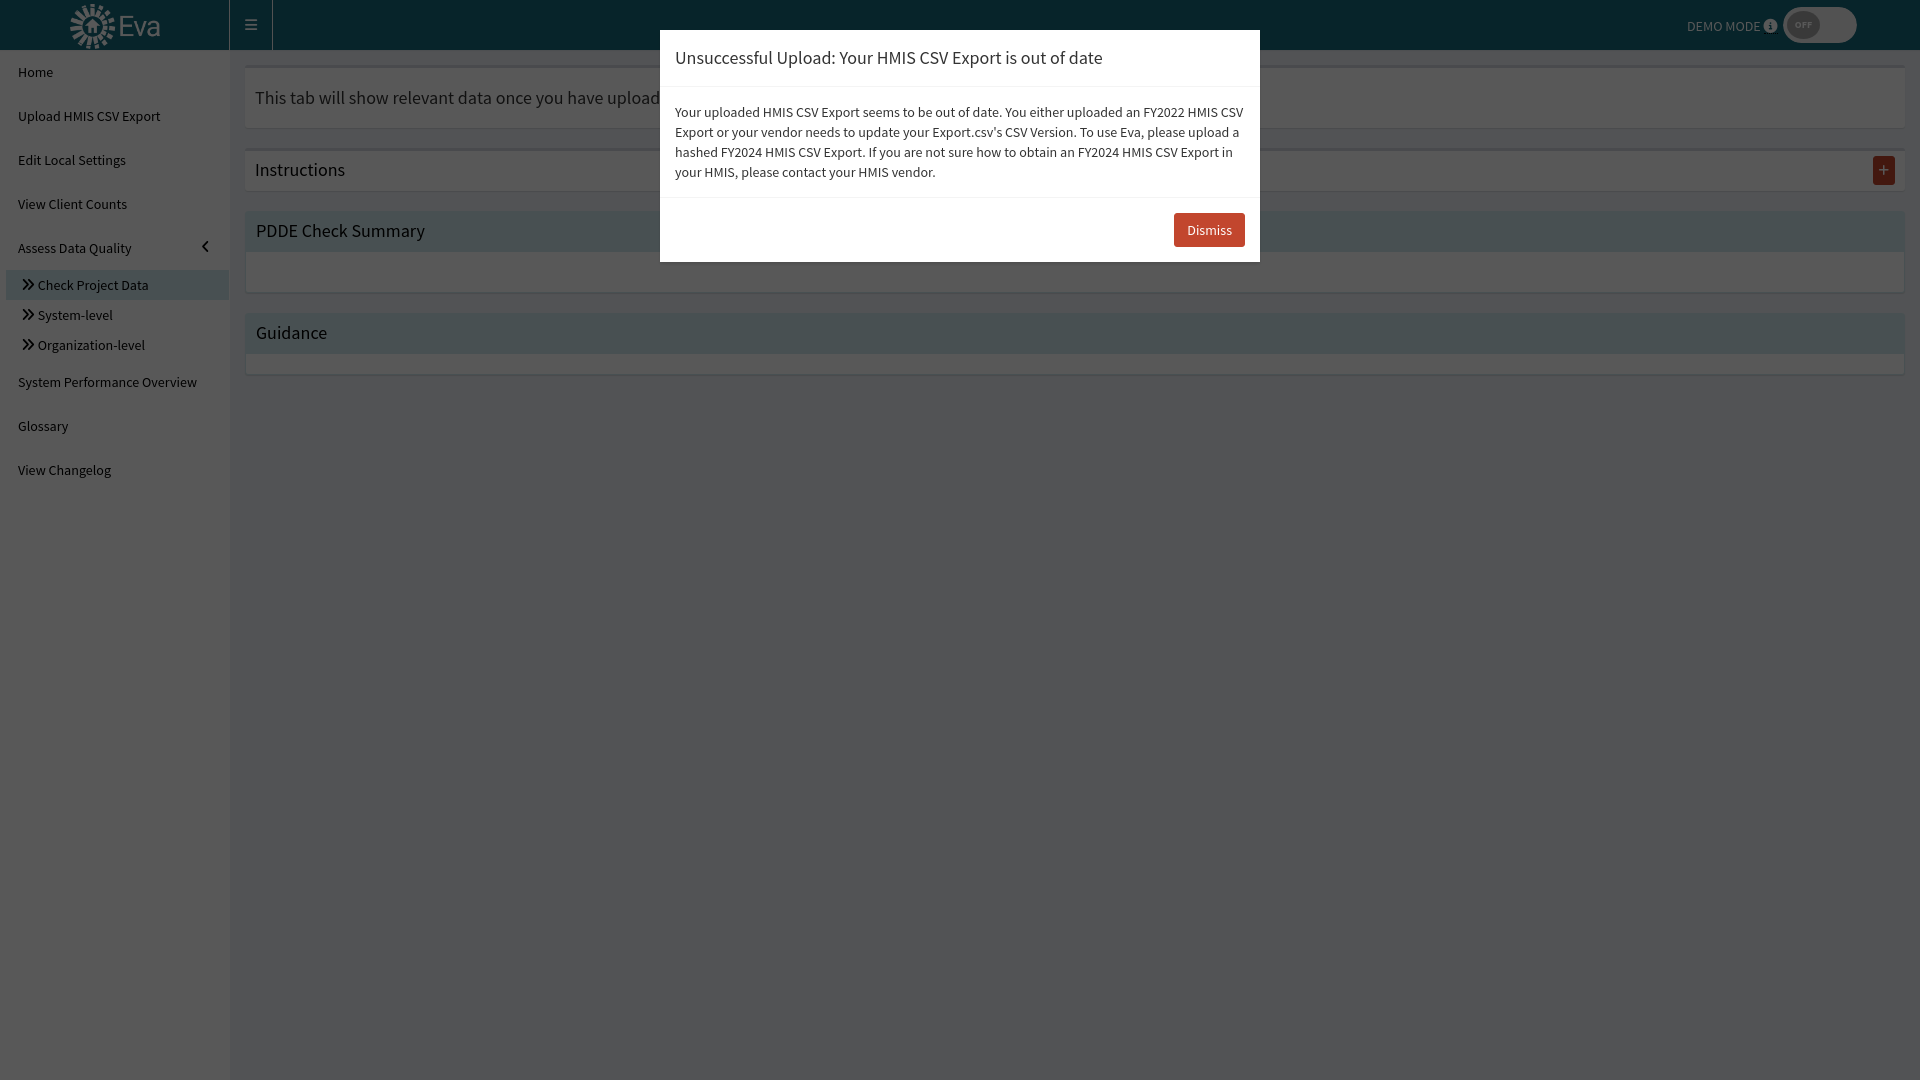 Eva
DEMO MODE
OFF
Unsuccessful Upload: Your HMIS CSV Export is out of date
Your uploaded HMIS CSV Export seems to be out of date. You either uploaded an FY2022 HMIS CSV
Export or your vendor needs to update your Export.csv's CSV Version. To use Eva, please upload a
hashed FY2024 HMIS CSV Export. If you are not sure how to obtain an FY2024 HMIS CSV Export in
your HMIS, please contact your HMIS vendor.
Dismiss
Home
Upload HMIS CSV Export
Edit Local Settings
View Client Counts
Assess Data Quality
Check Project Data
System-level
Organization-level
System Performance Overview
Glossary
View Changelog
This tab will show relevant data once you have upload
Instructions
+
PDDE Check Summary
Guidance